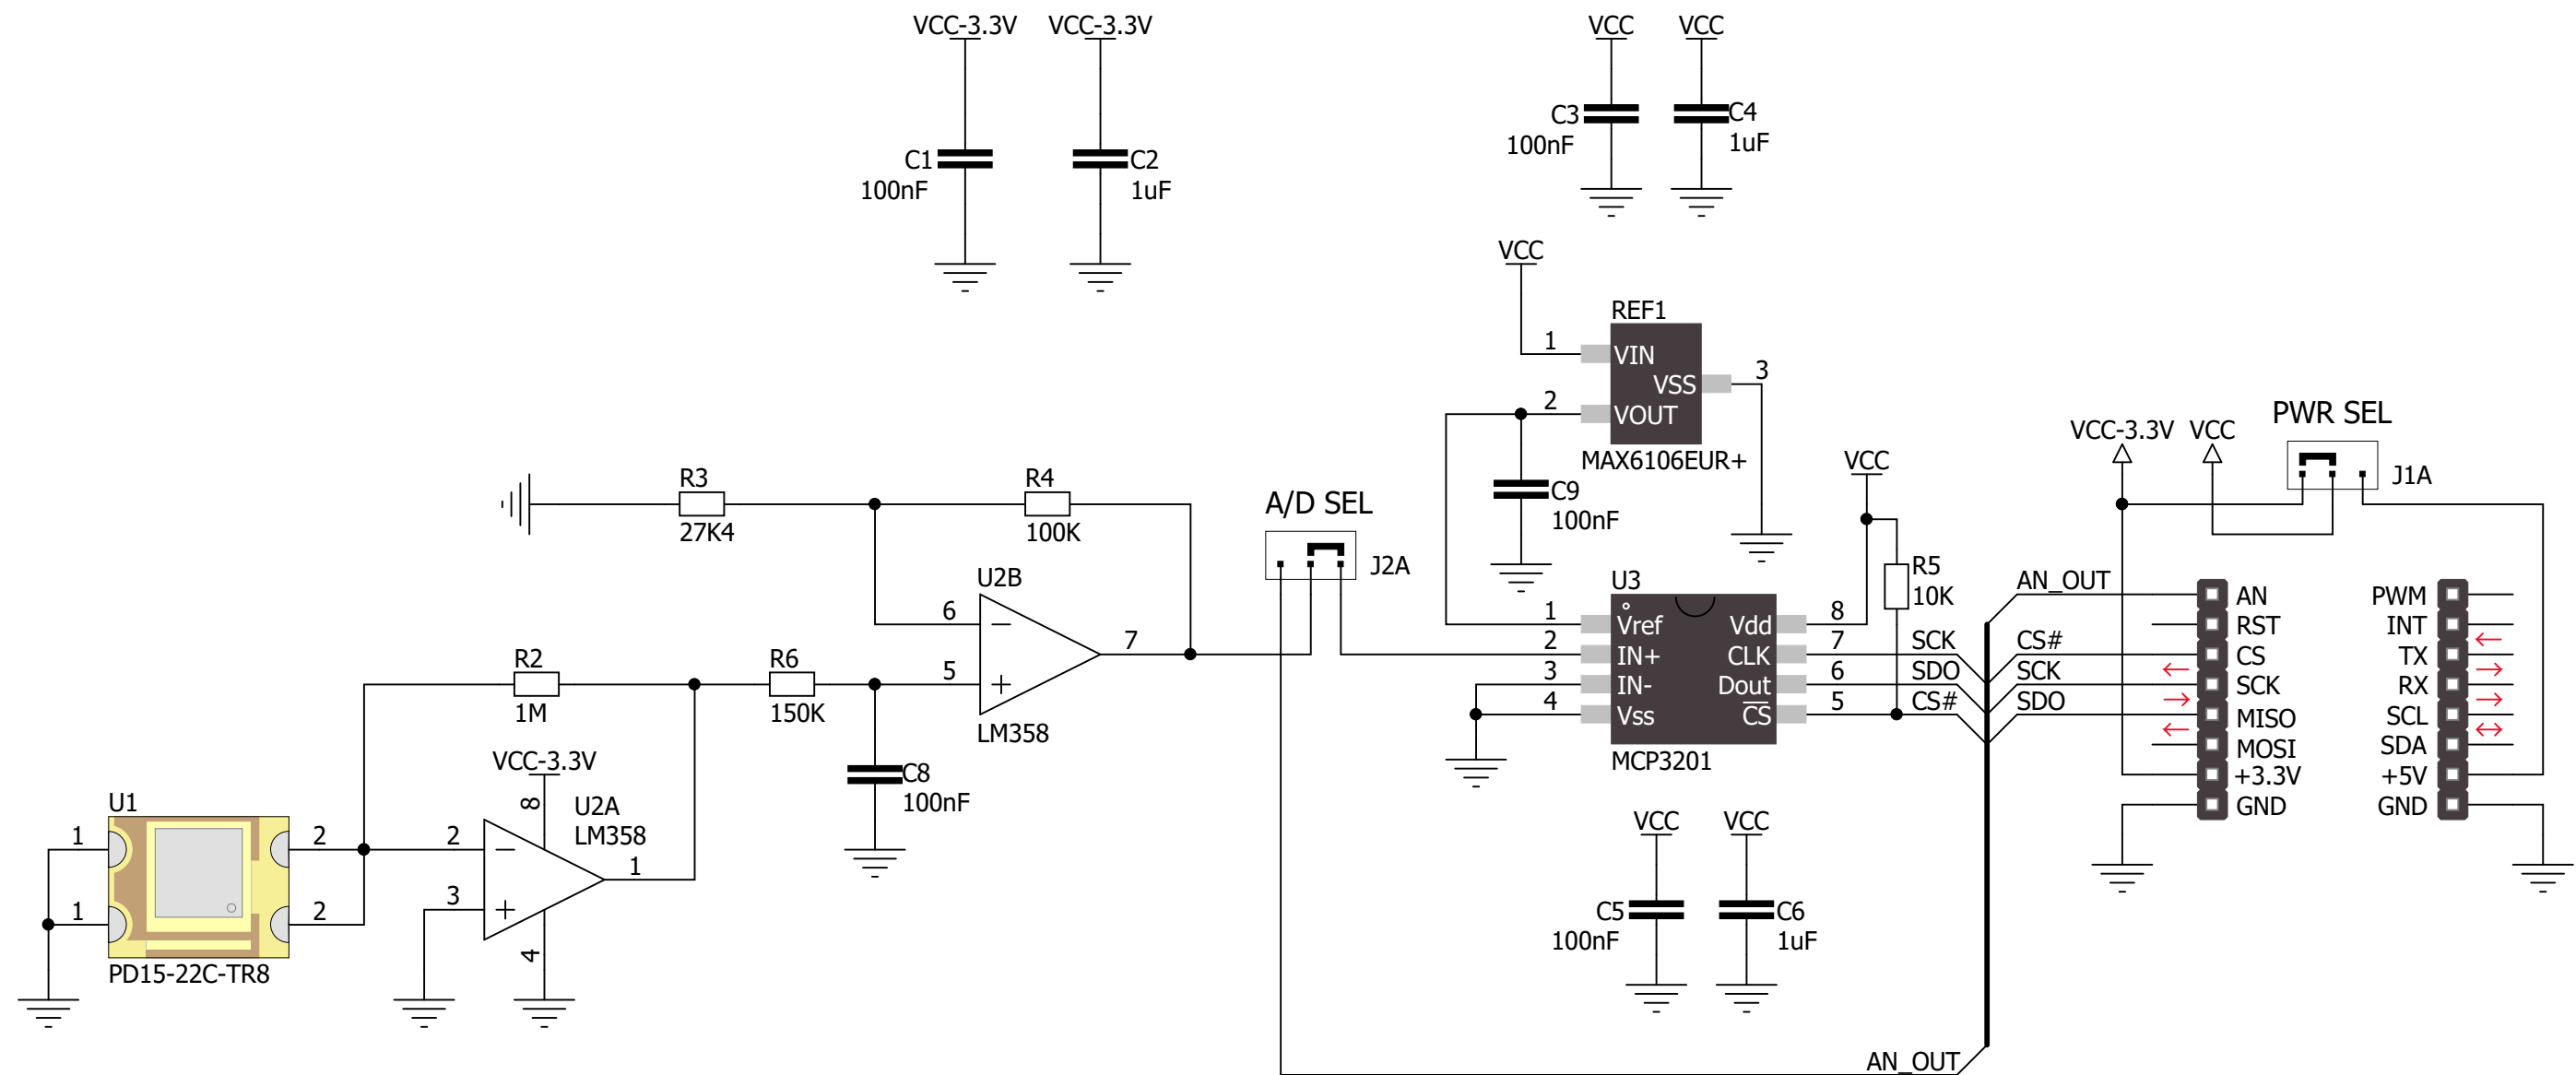 VCC-3.3V VCC-3.3V
VCC VCC
C1
100nF
C2
1uF
C3
100nF
C4
1uF
VCC
REF1
1 VIN
VSS 3
2 VOUT
MAX6106EUR+
C9
100nF
VCC
R5
10K
R3
27K4
R4
100K
A/D SEL
J2A
U2B
6
5
7
LM358
R2
1M
R6
150K
C8
100nF
VCC-3.3V
8
U2A
LM358
2
3
1
4
U1
1 2
1 2
PD15-22C-TR8
U3
1 Vref Vdd 8
2 IN+ CLK 7 SCK
3 IN- Dout 6 SDO
4 Vss CS 5 CS#
MCP3201
VCC VCC
C5
100nF
C6
1uF
AN_OUT
PWR SEL
VCC-3.3V VCC
J1A
AN_OUT
CS#
SCK
SDO
AN PWM
RST INT
CS TX
SCK RX
MISO SCL
MOSI SDA
+3.3V +5V
GND GND